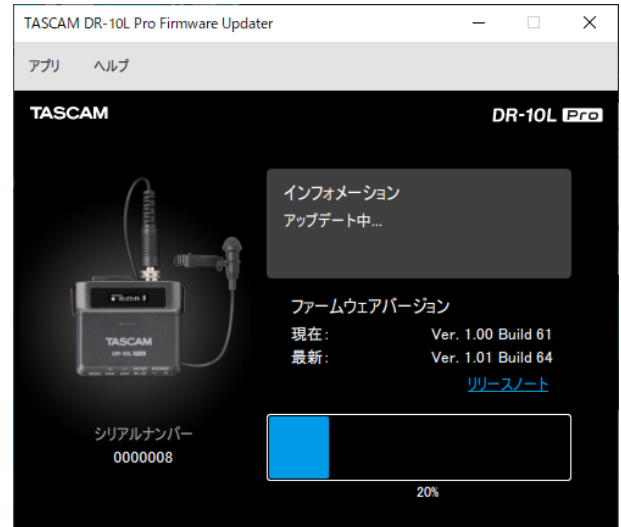 TASCAM DR-10L Pro Firmware Updater
アプリ ヘルプ
TASCAM
DR-10L Pro
インフォメーション
アップデート中...
ファームウェアバージョン
現在: Ver. 1.00 Build 61
最新: Ver. 1.01 Build 64
リリースノート
TASCAM
シリアルナンバー
0000008
20%